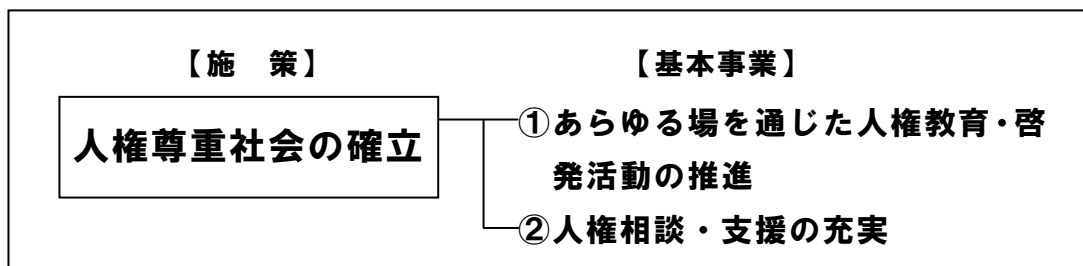 【施　策】
【基本事業】
人権尊重社会の確立
①あらゆる場を通じた人権教育・啓
発活動の推進
②人権相談・支援の充実